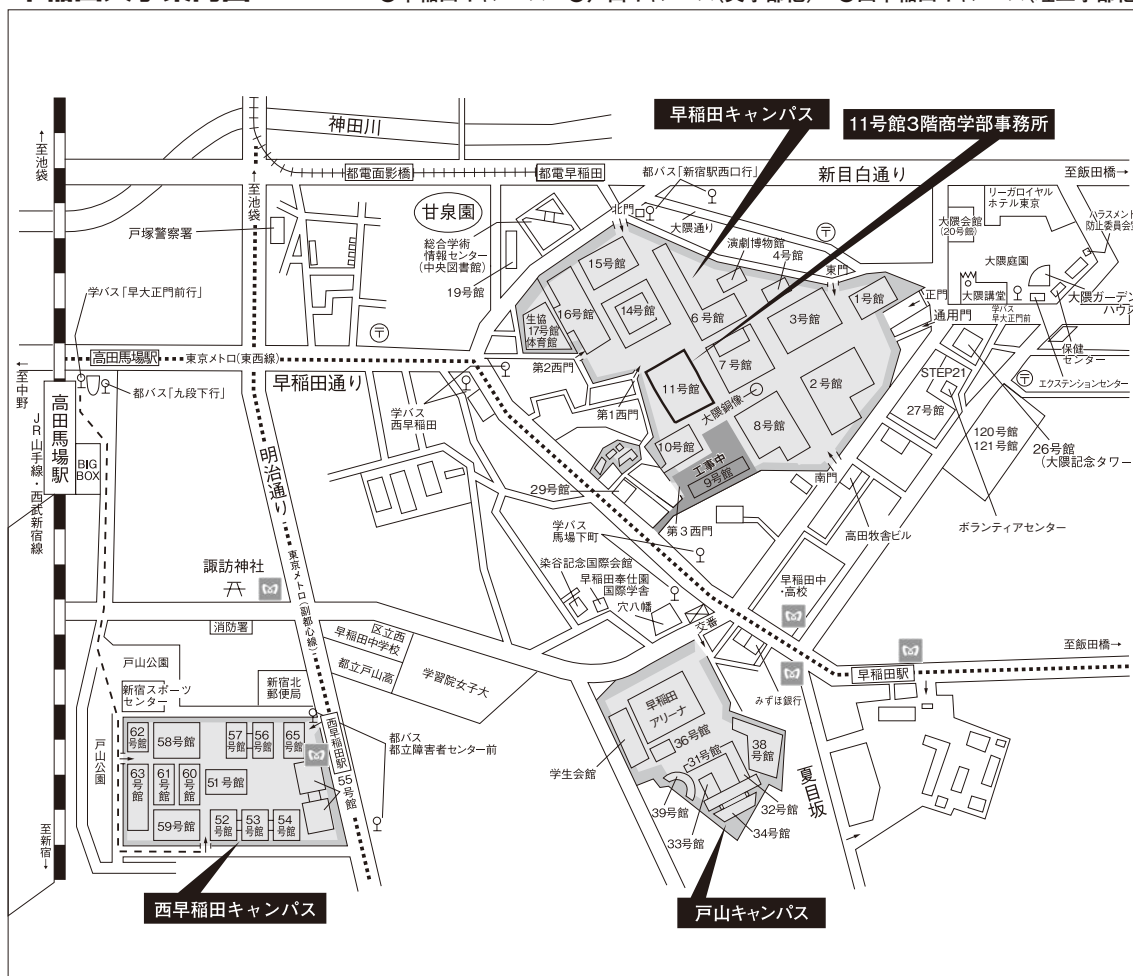 早稲田キャンパス
11号館3階商学部事務所
神田川
↑至池袋
都電面影橋
都電早稲田
都バス「新宿駅西口行」
新目白通り
至飯田橋→
↑至池袋
戸塚警察署
甘泉園
総合学術
情報センター
(中央図書館)
19号館
北門
大隈通り
〒
演劇博物館
4号館
東門
大隈会館
(20号館)
リーガロイヤル
ホテル東京
ハラスメント
防止委員会室
大隈庭園
大隈講堂
大隈ガーデン
ハウス
正門
通用門
学バス
早大正門前
保健
センター
エクステンションセンター
〒
15号館
16号館
14号館
生協
17号館
体育館
6号館
3号館
1号館
7号館
2号館
11号館
大隈銅像
8号館
10号館
工事中
9号館
第2西門
第1西門
第3西門
南門
STEP21
27号館
120号館
121号館
26号館
(大隈記念タワー)
ボランティアセンター
高田牧舎ビル
学バス「早大正門前行」
〒
←至中野
高田馬場駅
東京メトロ(東西線)
早稲田通り
都バス「九段下行」
学バス
西早稲田
高田馬場駅
JR山手線・西武新宿線
BIG
BOX
明治通り
29号館
学バス
馬場下町
諏訪神社
東京メトロ(副都心線)
染谷記念国際会館
早稲田奉仕園
国際学舎
穴八幡
交番
早稲田中
・高校
至飯田橋→
早稲田駅
みずほ銀行
消防署
区立西
早稲田中学校
都立戸山高
学習院女子大
戸山公園
新宿スポーツ
センター
新宿北
郵便局
戸山公園
西早稲田駅
都バス
都立障害者センター前
62
号館
58号館
57
号館
56
号館
65
号館
63
号館
61
号館
60
号館
51号館
55号館
59号館
52
号館
53
号館
54
号館
至新宿↓
早稲田
アリーナ
36号館
31号館
38
号館
学生会館
39号館
33号館
32号館
34号館
夏目坂
西早稲田キャンパス
戸山キャンパス